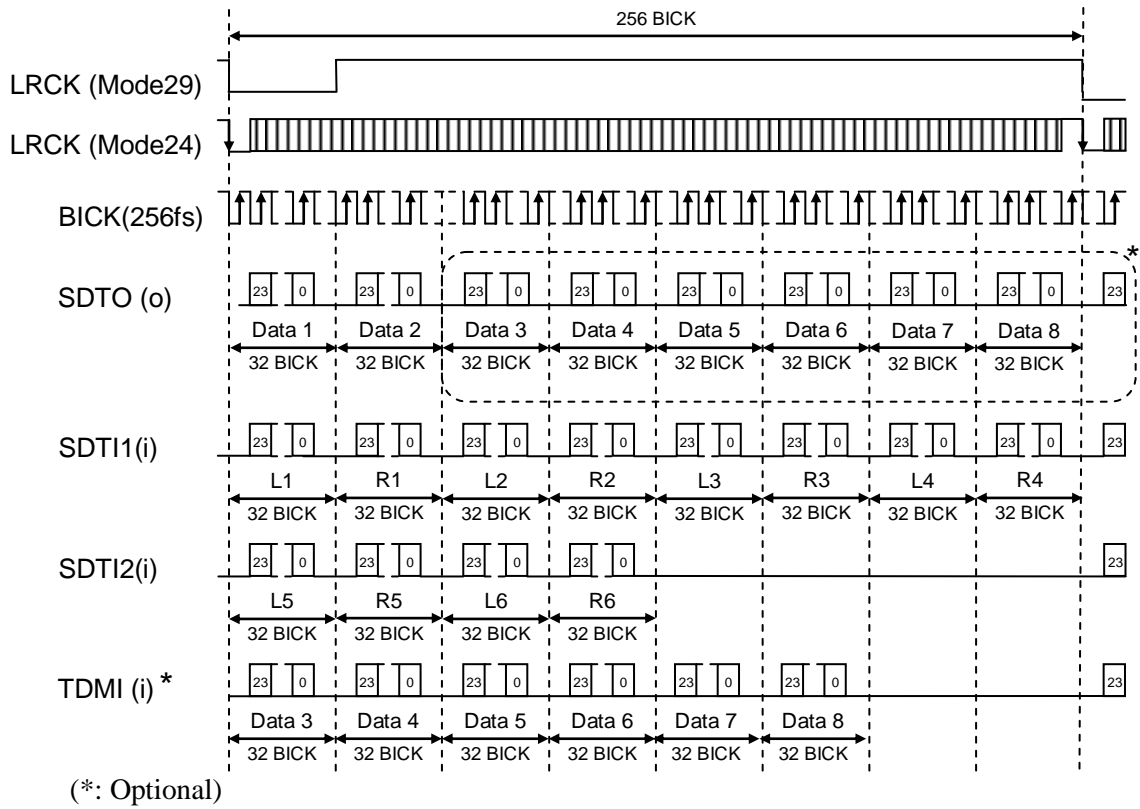 256 BICK
LRCK (Mode29)
LRCK (Mode24)
BICK(256fs)
*
SDTO (o)
23 0 23 0 23 0 23 0 23 0 23 0 23 0 23 0 23
Data 1 Data 2 Data 3 Data 4 Data 5 Data 6 Data 7 Data 8
32 BICK 32 BICK 32 BICK 32 BICK 32 BICK 32 BICK 32 BICK 32 BICK
SDTI1(i)
23 0 23 0 23 0 23 0 23 0 23 0 23 0 23 0 23
L1 R1 L2 R2 L3 R3 L4 R4
32 BICK 32 BICK 32 BICK 32 BICK 32 BICK 32 BICK 32 BICK 32 BICK
SDTI2(i)
23 0 23 0 23 0 23 0 23
L5 R5 L6 R6
32 BICK 32 BICK 32 BICK 32 BICK
TDMI (i) *
23 0 23 0 23 0 23 0 23 0 23 0 23
Data 3 Data 4 Data 5 Data 6 Data 7 Data 8
32 BICK 32 BICK 32 BICK 32 BICK 32 BICK 32 BICK
(*: Optional)